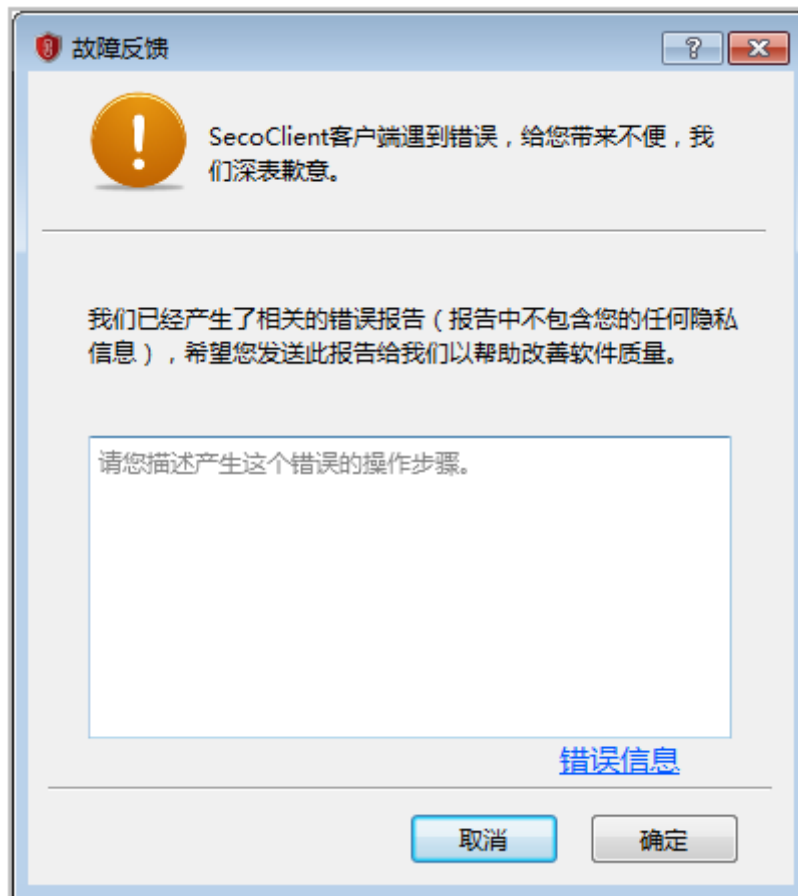 故障反馈
SecoClient客户端遇到错误，给您带来不便，我
们深表歉意。
我们已经产生了相关的错误报告（报告中不包含您的任何隐私
信息），希望您发送此报告给我们以帮助改善软件质量。
请您描述产生这个错误的操作步骤。
错误信息
取消
确定